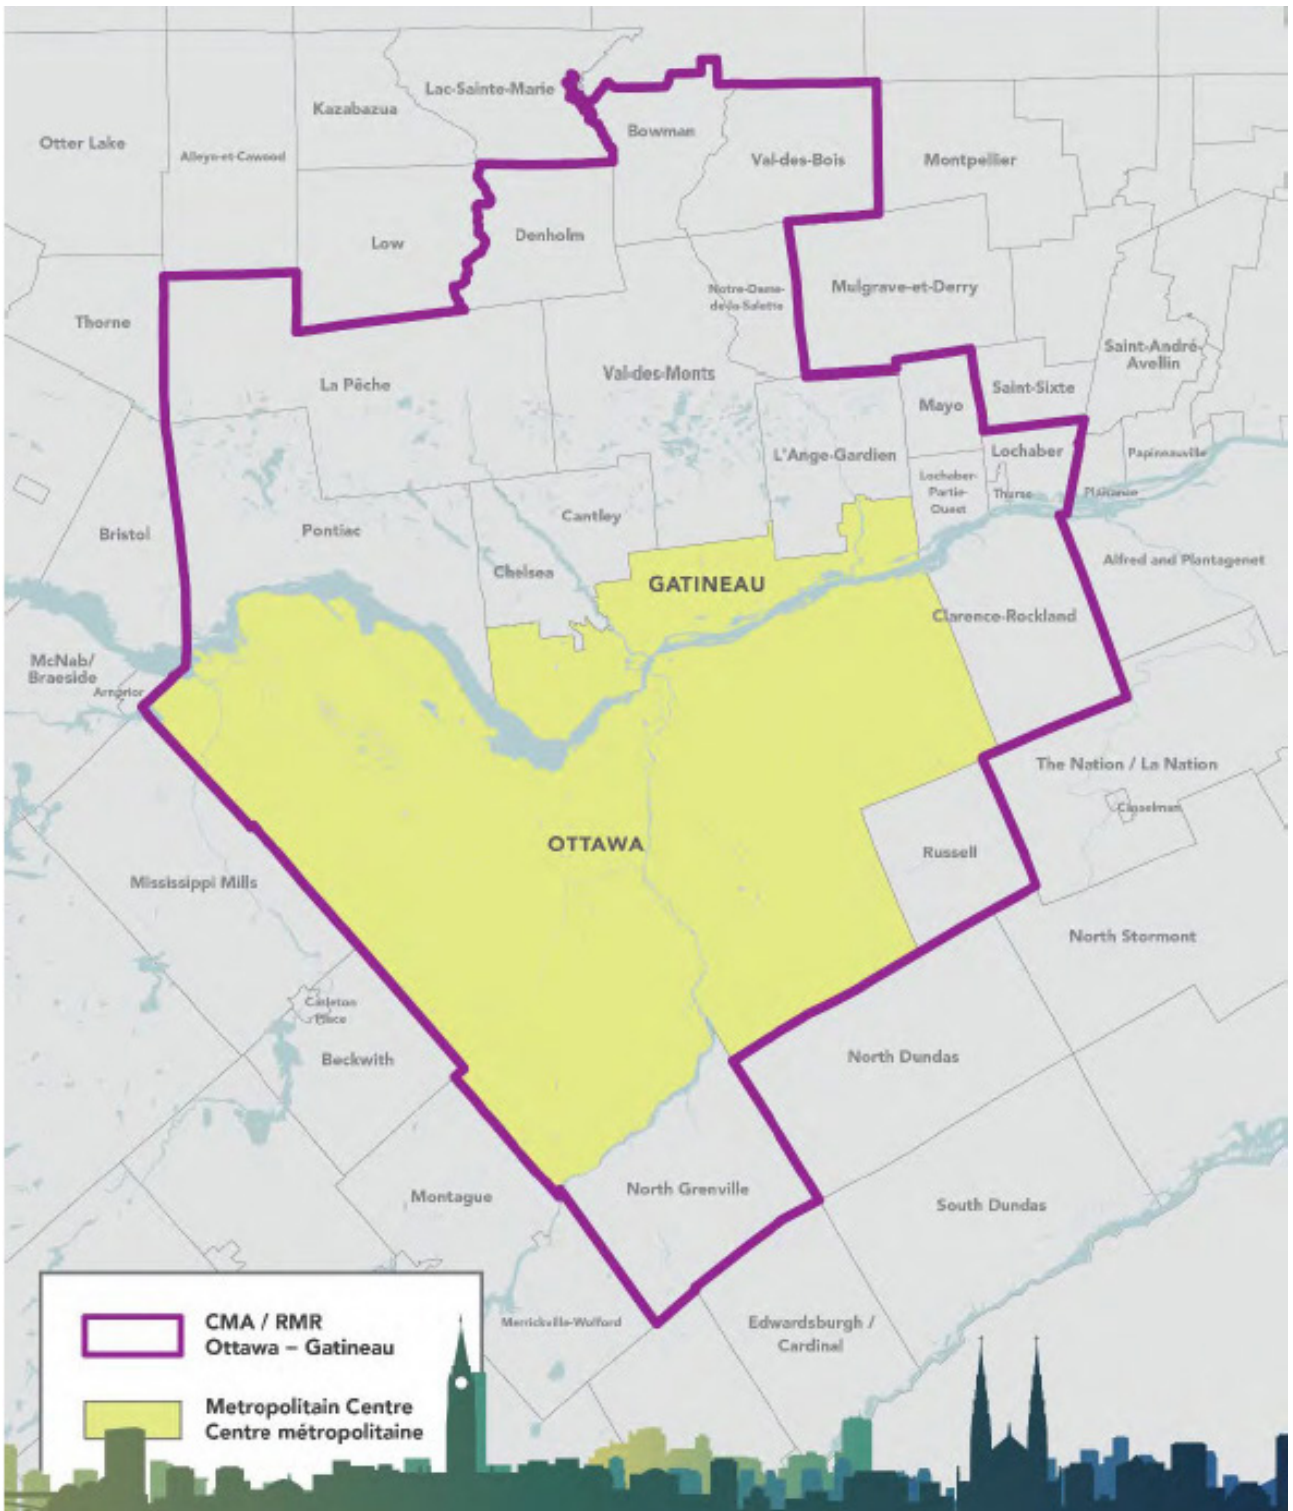 Lac-Sainte-Marie
Kazabazua
Bowman
Otter Lake
Alleyn-et-Cawood
Val-des-Bois
Montpellier
Low
Denholm
Notre-Dame-
de-la-Salette
Mulgrave-et-Derry
Thorne
Saint-André-
Avellin
La Pêche
Val-des-Monts
Saint-Sixte
Mayo
L'Ange-Gardien
Lochaber
Papineauville
Lochaber-
Partie-
Ouest
Thurso
Plaisance
Bristol
Pontiac
Cantley
Chelsea
GATINEAU
Alfred and Plantagenet
Clarence-Rockland
McNab/
Braeside
Arnprior
The Nation / La Nation
Casselman
OTTAWA
Russell
Mississippi Mills
North Stormont
Carleton
Place
Beckwith
North Dundas
Montague
North Grenville
South Dundas
Merrickville-Wolford
Edwardsburgh /
Cardinal
CMA / RMR
Ottawa – Gatineau
Metropolitain Centre
Centre métropolitaine